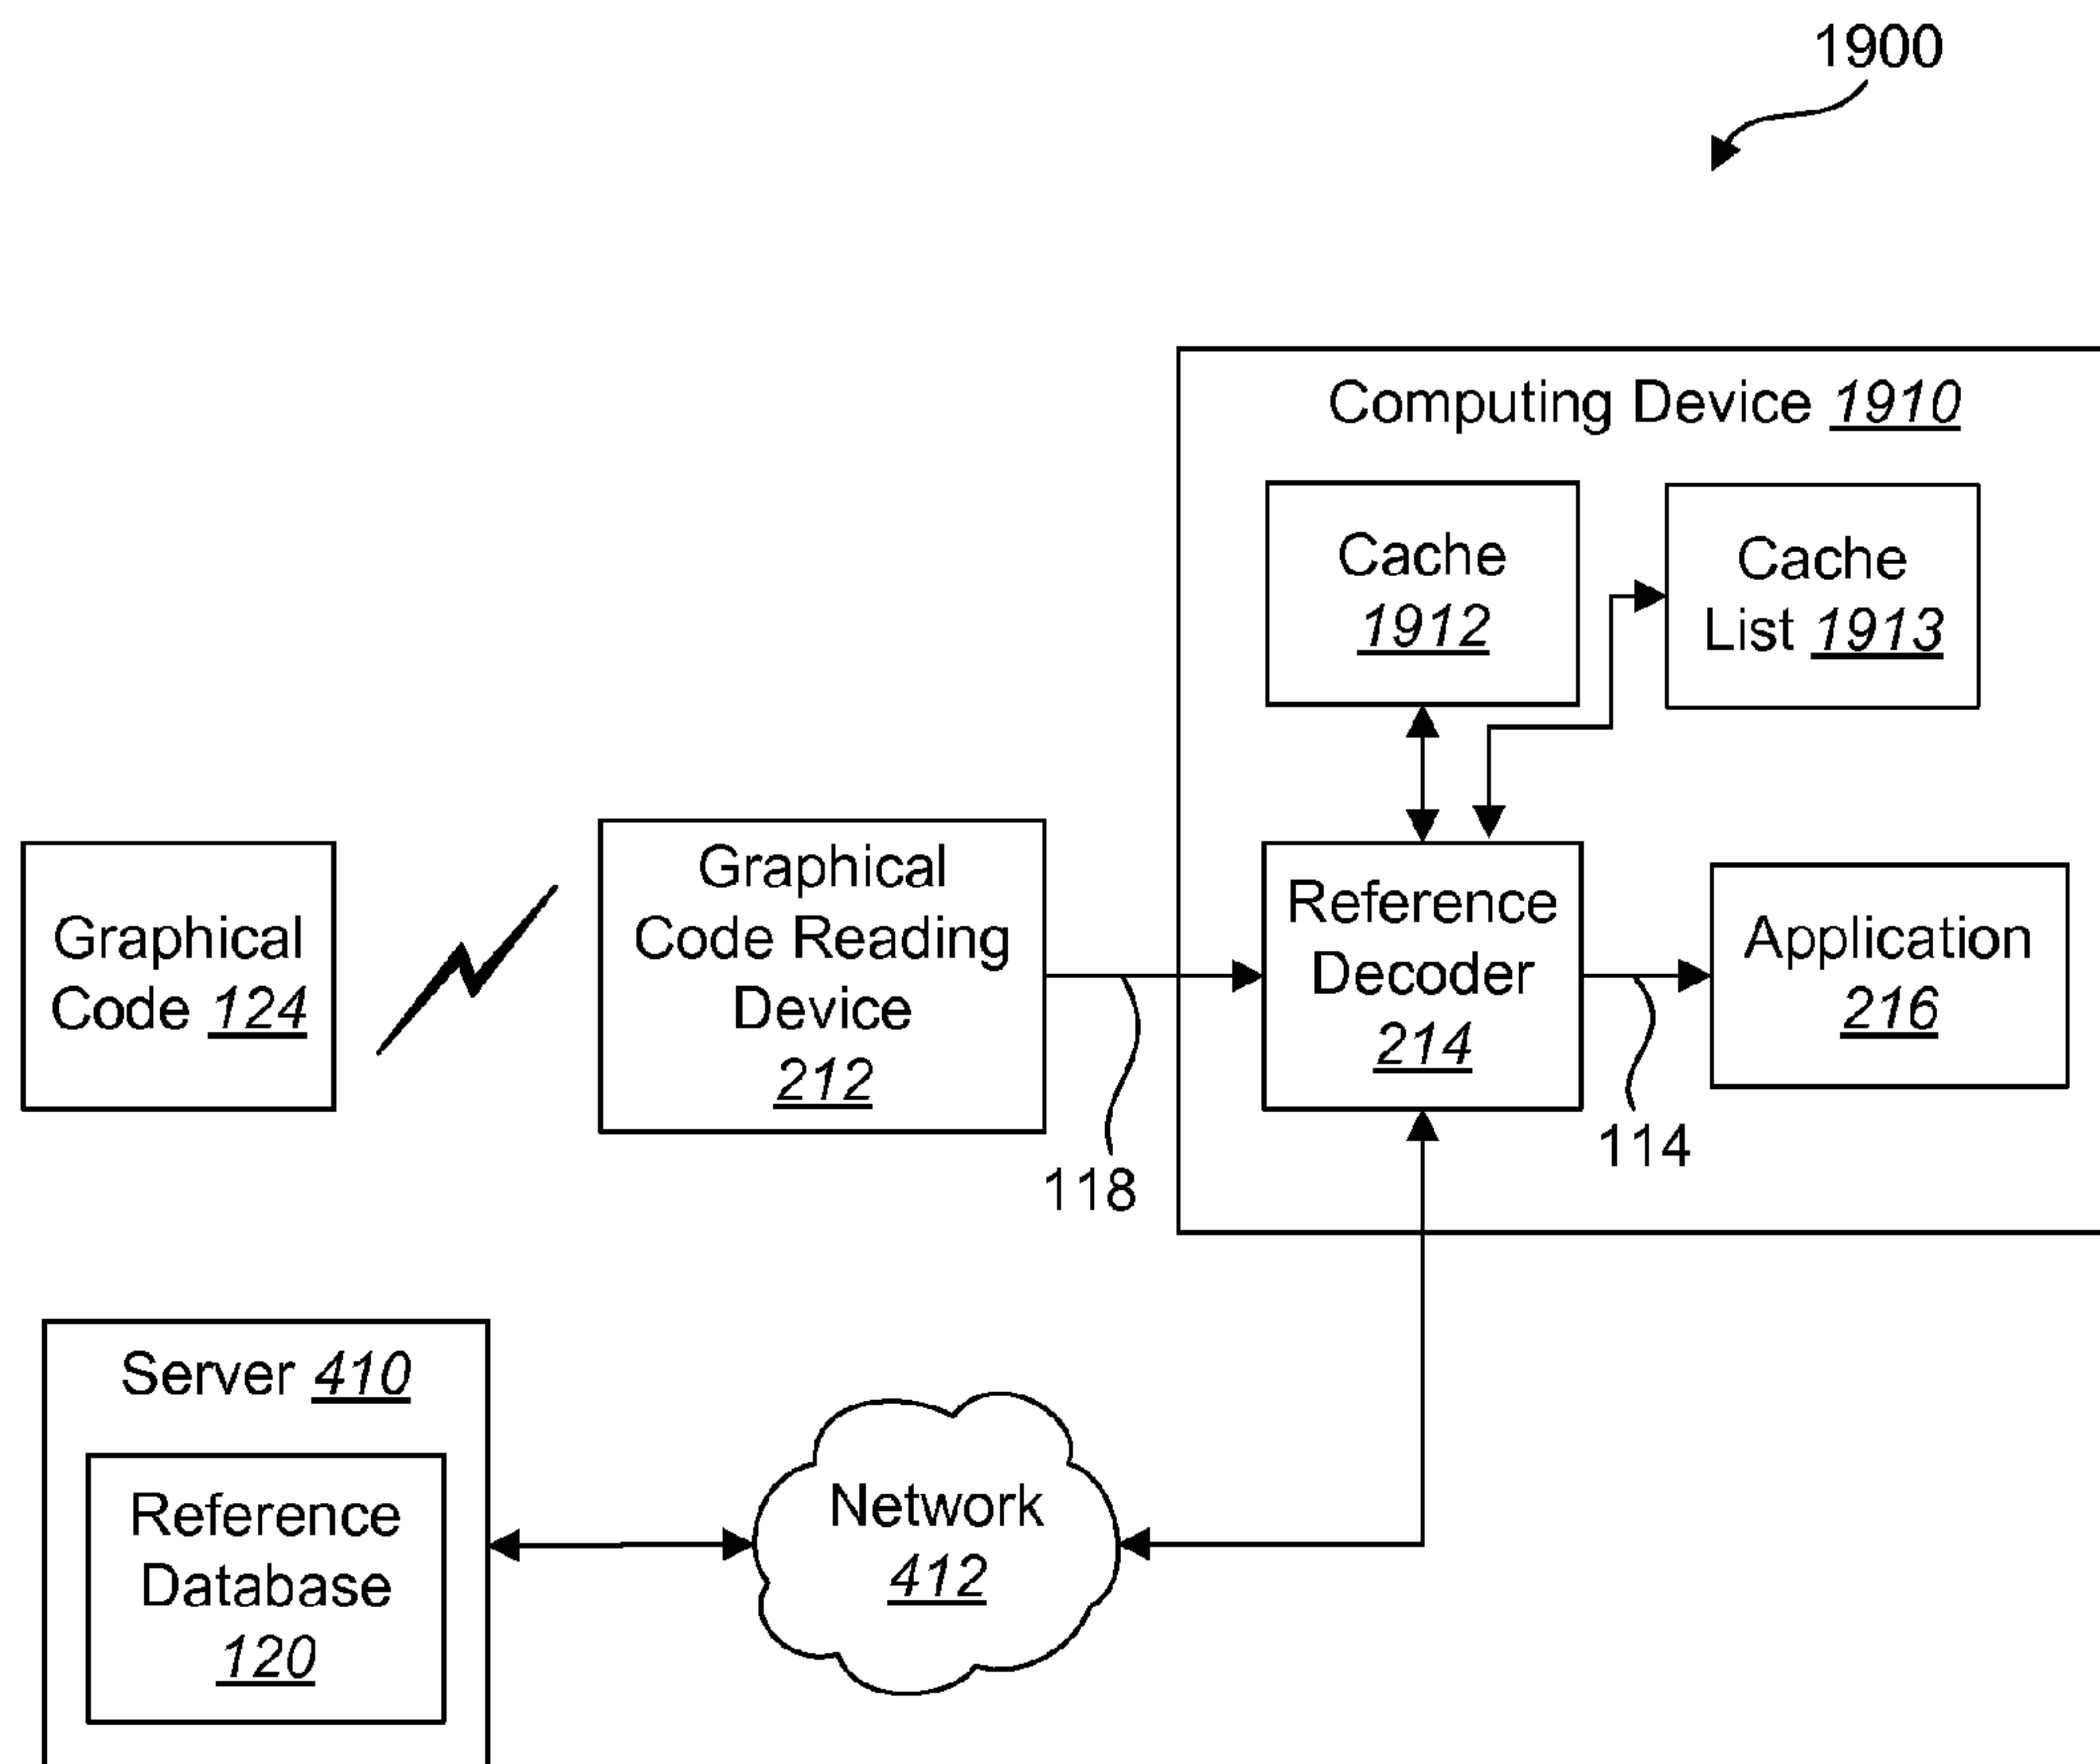 1900
Computing Device 1910
Cache
1912
Cache
List 1913
Graphical
Code 124
Graphical
Code Reading
Device
212
Reference
Decoder
214
Application
216
118
114
Server 410
Reference
Database
120
Network
412